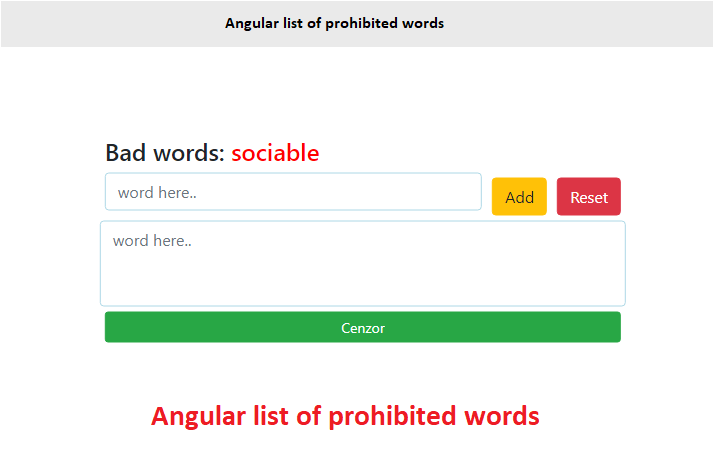 Angular list of prohibited words
Bad words: sociable
word here..
Add
Reset
word here..
Cenzor
Angular list of prohibited words